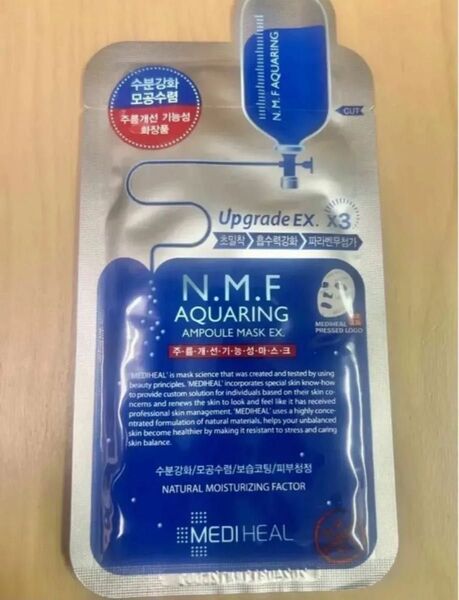 N.M.F AQUARING
수분강화
모공수렴
주름개선 기능성
화장품
CUT
Upgrade EX. x3
초밀착 흡수력강화 파라벤무첨가
N.M.F
AQUARING
AMPOULE MASK EX.
주·름·개·선·기·능·성·마·스·크
MEDIHEAL
PRESSED LOGO
'MEDIHEAL' is mask science that was created and tested by using
beauty principles. 'MEDIHEAL' incorporates special skin know-how
to provide custom solution for individuals based on their skin co-
ncerns and renews the skin to look and feel like it has received
professional skin management. 'MEDIHEAL' uses a highly conce-
ntrated formulation of natural materials, helps your unbalanced
skin become healthier by making it resistant to stress and caring
skin balance.
수분강화/모공수렴/보습코팅/피부청정
NATURAL MOISTURIZING FACTOR
MEDIHEAL